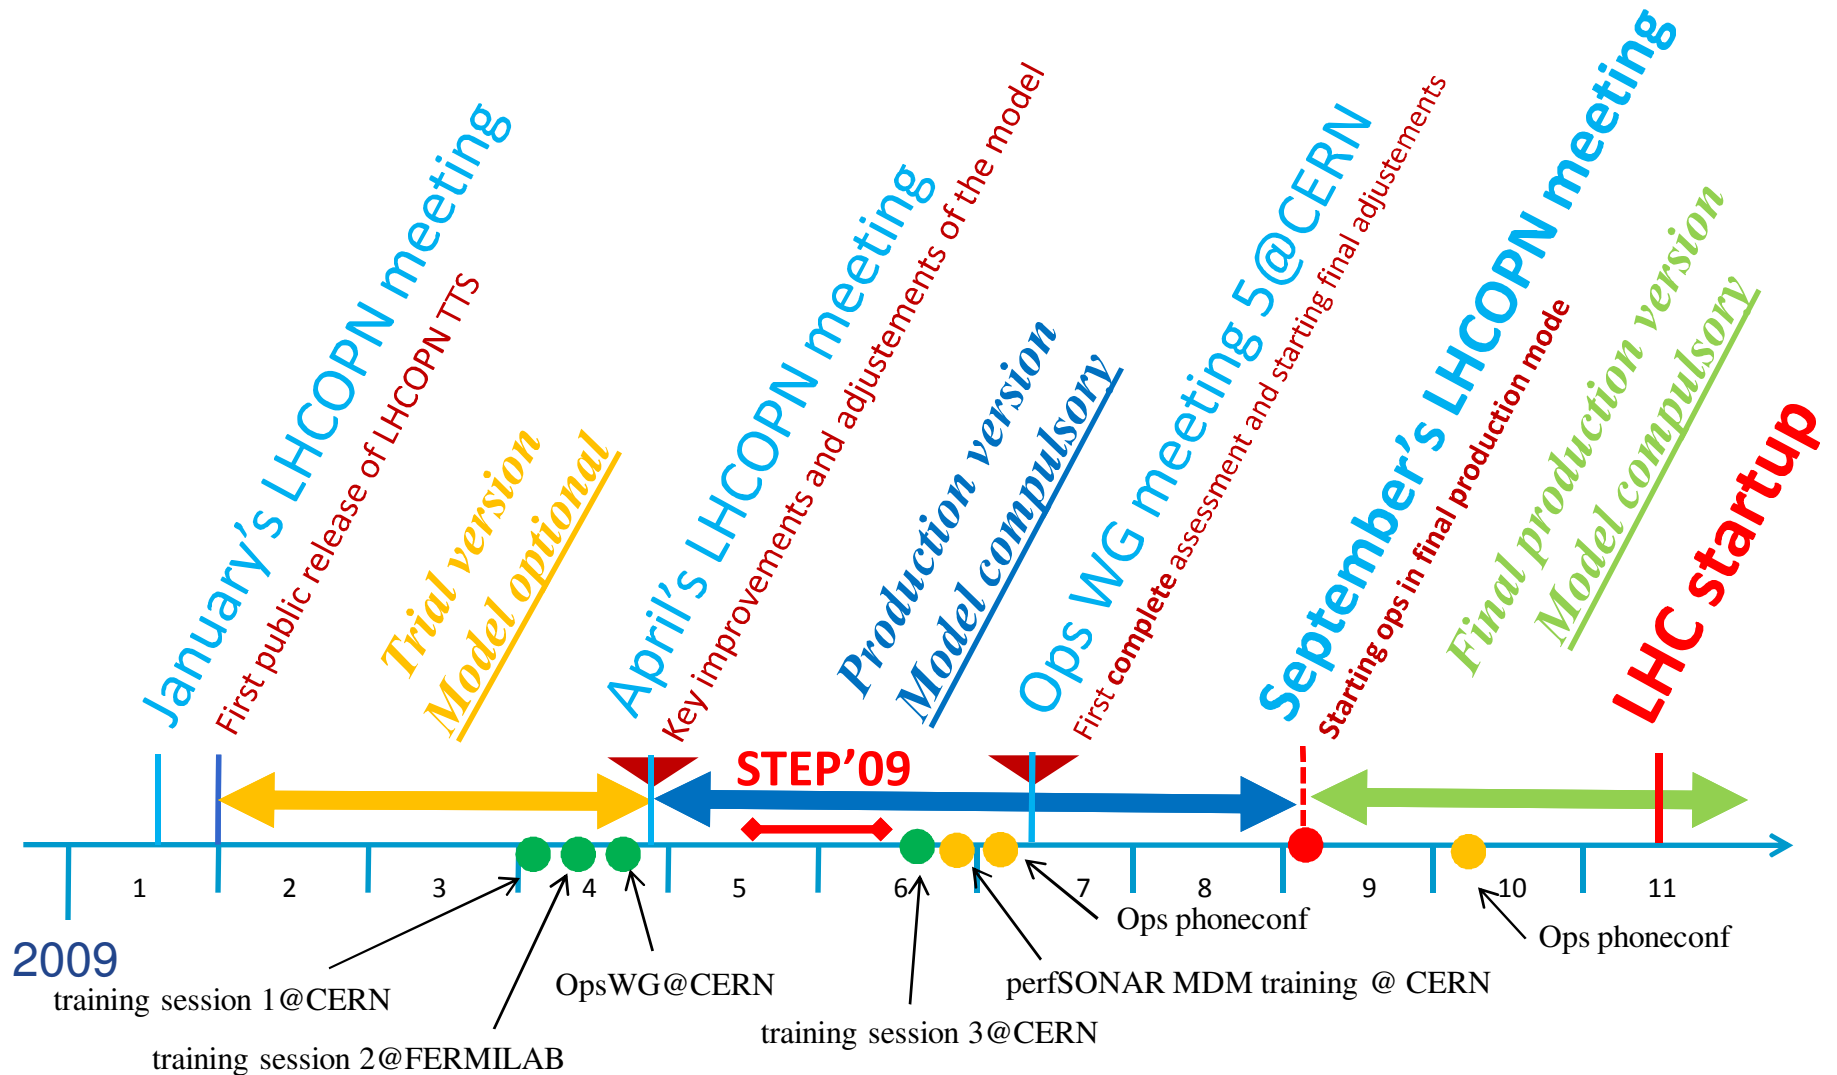 January's LHCOPN meeting
First public release of LHCOPN TTS
Trial version
Model optional
April's LHCOPN meeting
Key improvements and adjustements of the model
Production version
Model compulsory
Ops WG meeting 5@CERN
First complete assessment and starting final adjustements
September's LHCOPN meeting
Starting ops in final production mode
Final production version
Model compulsory
LHC startup
STEP'09
1 2 3 4 5 6 7 8 9 10 11
2009
Ops phoneconf
Ops phoneconf
training session 1@CERN
OpsWG@CERN
perfSONAR MDM training @ CERN
training session 3@CERN
training session 2@FERMILAB